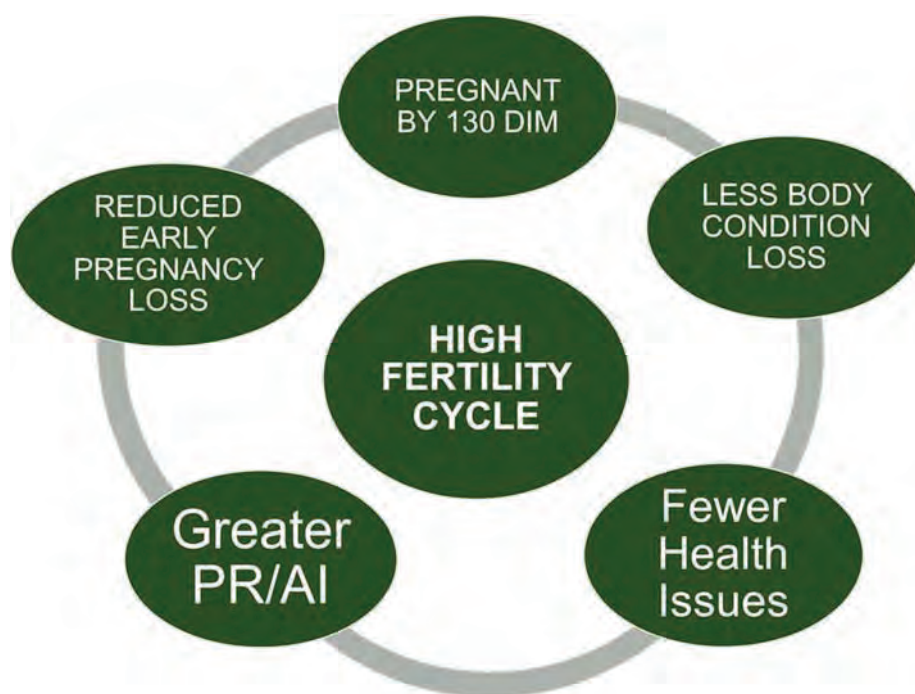 PREGNANT
BY 130 DIM
LESS BODY
CONDITION
LOSS
Fewer
Health
Issues
Greater
PR/AI
REDUCED
EARLY
PREGNANCY
LOSS
HIGH
FERTILITY
CYCLE